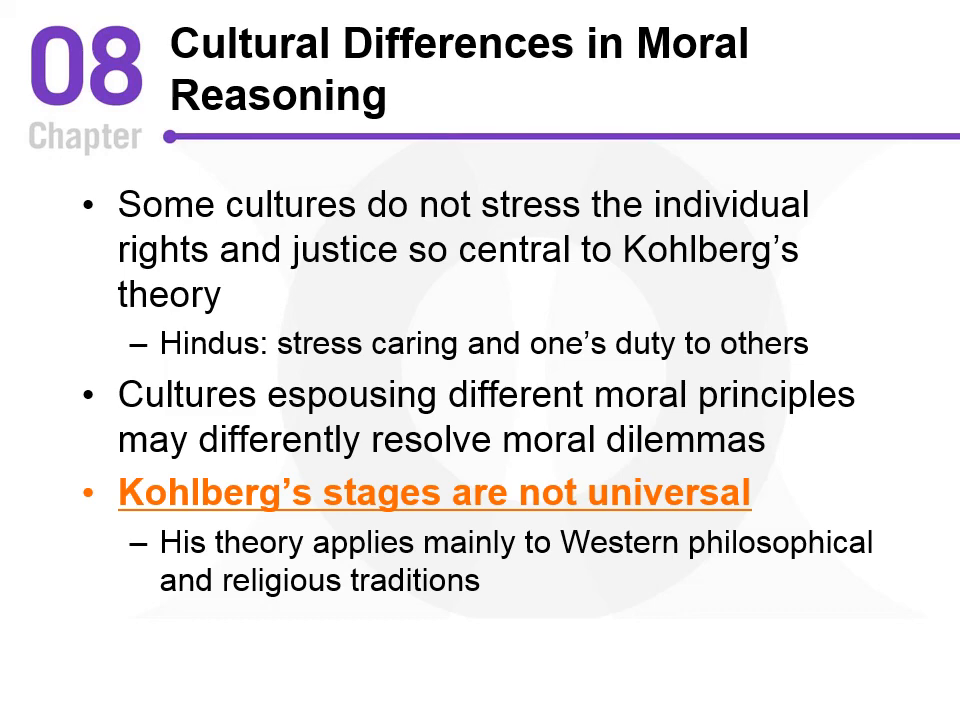 08
Chapter
Cultural Differences in Moral
Reasoning
• Some cultures do not stress the individual
rights and justice so central to Kohlberg’s
theory
– Hindus: stress caring and one’s duty to others
• Cultures espousing different moral principles
may differently resolve moral dilemmas
• Kohlberg’s stages are not universal
– His theory applies mainly to Western philosophical
and religious traditions